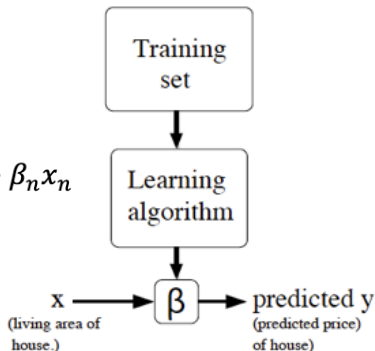 Training
set
βₙxₙ
Learning
algorithm
x
β
predicted y
(living area of
house.)
(predicted price)
of house)